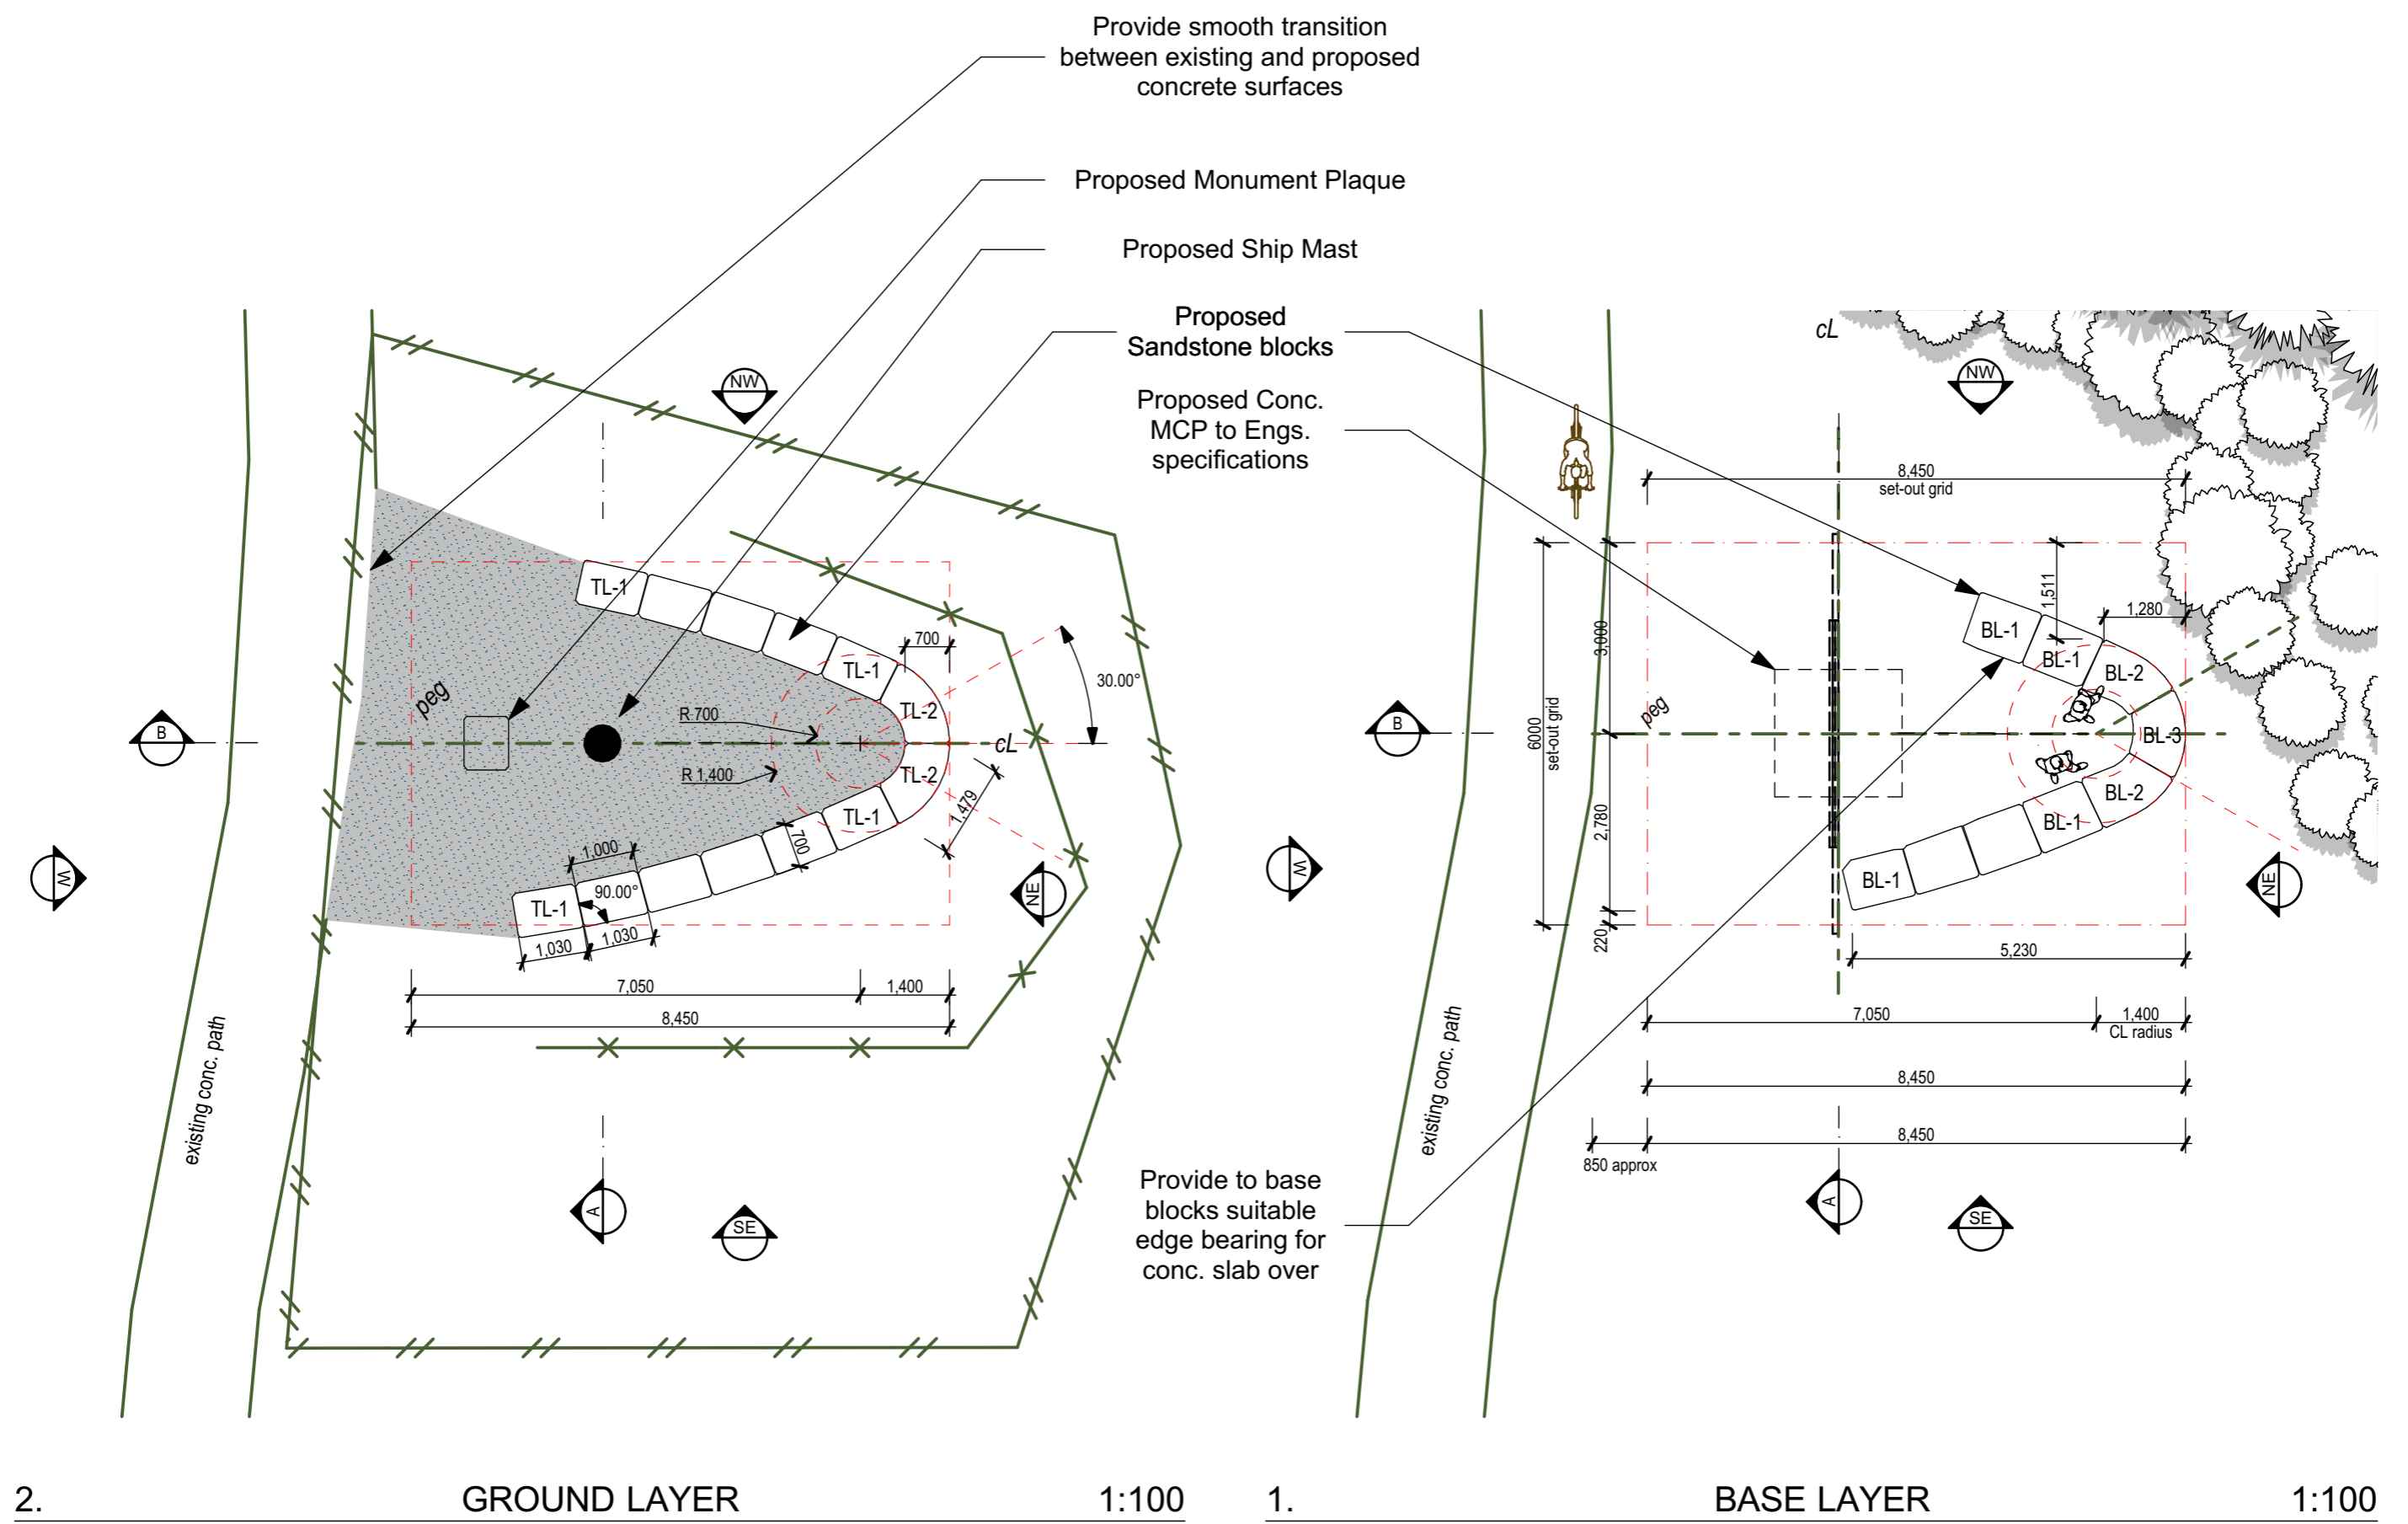 Provide smooth transition
between existing and proposed
concrete surfaces
Proposed Monument Plaque
Proposed Ship Mast
Proposed
Sandstone blocks
Proposed Conc.
MCP to Engs.
specifications
Provide to base
blocks suitable
edge bearing for
conc. slab over
NW
TL-1
700
TL-1
30.00°
peg
TL-2
R 700
B
cL
R 1,400
TL-2
1,479
TL-1
700
1,000
W
90.00°
NE
TL-1
1,030
1,030
7,050
1,400
8,450
existing conc. path
A
SE
cL
NW
8,450
set-out grid
1,511
1,280
3,000
BL-1
BL-1
BL-2
peg
B
6000
set-out grid
BL-3
BL-2
2,780
BL-1
W
BL-1
NE
220
5,230
7,050
1,400
CL radius
existing conc. path
8,450
8,450
850 approx
A
SE
2.
GROUND LAYER
1:100
1.
BASE LAYER
1:100